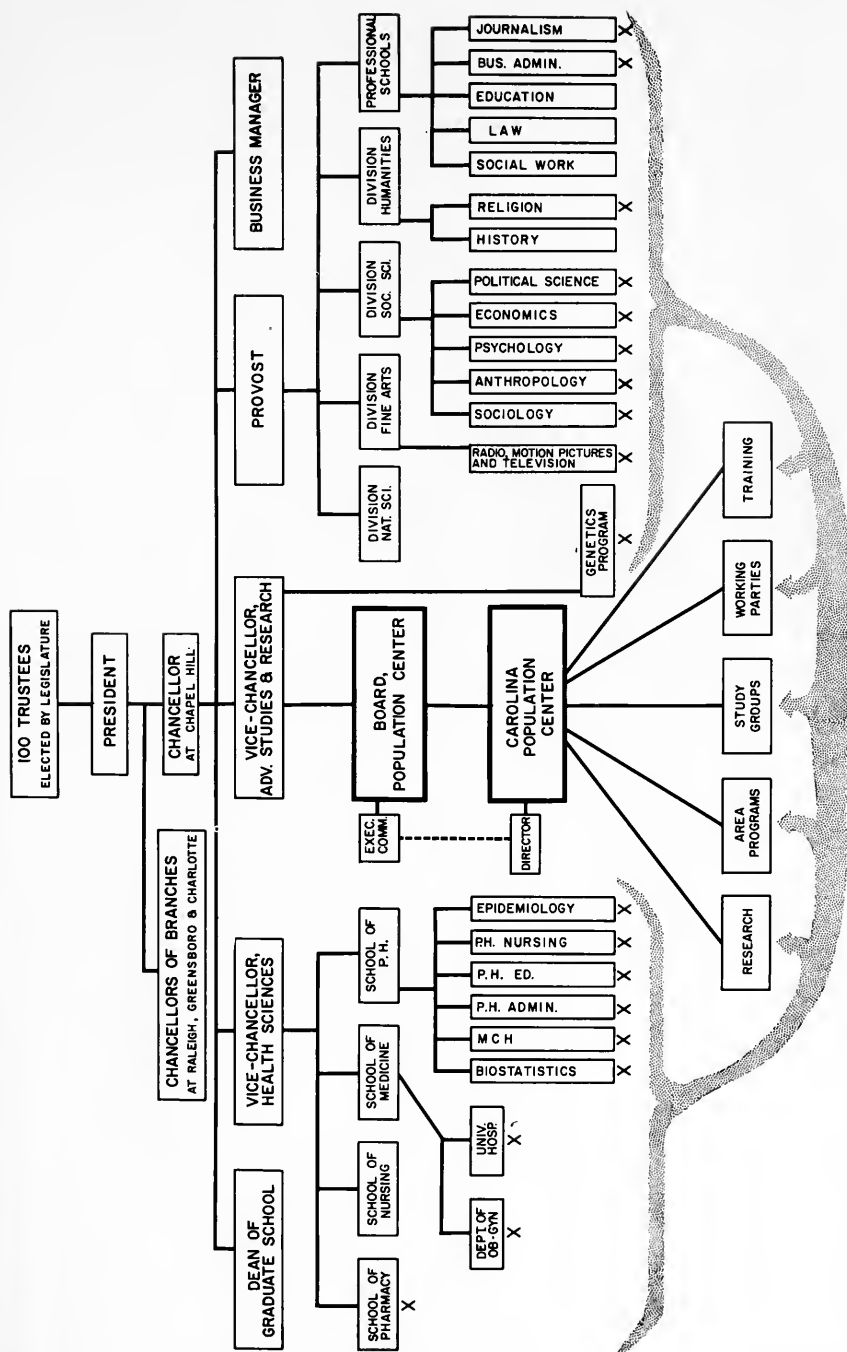 100 TRUSTEES
ELECTED BY LEGISLATURE
PRESIDENT
CHANCELLORS OF BRANCHES
AT RALEIGH, GREENSBORO & CHARLOTTE
CHANCELLOR
AT CHAPEL HILL
DEAN OF
GRADUATE SCHOOL
VICE-CHANCELLOR,
HEALTH SCIENCES
VICE-CHANCELLOR,
ADV. STUDIES & RESEARCH
PROVOST
BUSINESS MANAGER
SCHOOL OF
PHARMACY
X
SCHOOL OF
NURSING
SCHOOL OF
MEDICINE
SCHOOL OF
P.H.
DEPT OF
OB-GYN
X
UNIV.
HOSP.
X
BIOSTATISTICS
X
MCH
X
P.H. ADMIN.
X
P.H. ED.
X
P.H. NURSING
X
EPIDEMIOLOGY
X
EXEC.
COMM.
BOARD,
POPULATION CENTER
DIRECTOR
CAROLINA
POPULATION
CENTER
GENETICS
PROGRAM
X
DIVISION
NAT. SCI.
DIVISION
FINE ARTS
DIVISION
SOC. SCI.
DIVISION
HUMANITIES
PROFESSIONAL
SCHOOLS
RADIO, MOTION PICTURES
AND TELEVISION
X
SOCIOLOGY
X
ANTHROPOLOGY
X
PSYCHOLOGY
X
ECONOMICS
X
POLITICAL SCIENCE
X
HISTORY
RELIGION
X
SOCIAL WORK
LAW
EDUCATION
BUS. ADMIN.
X
JOURNALISM
X
RESEARCH
AREA
PROGRAMS
STUDY
GROUPS
WORKING
PARTIES
TRAINING